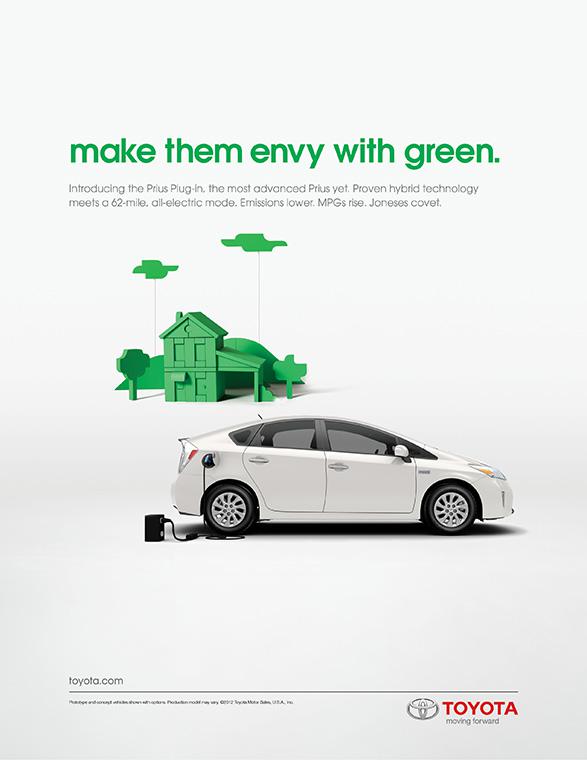 make them envy with green.
Introducing the Prius Plug-in, the most advanced Prius yet. Proven hybrid technology
meets a 62-mile, all-electric mode. Emissions lower. MPGs rise. Joneses covet.
toyota.com
Prototype and concept vehicles shown with options. Production model may vary. ©2012 Toyota Motor Sales, U.S.A., Inc.
TOYOTA
moving forward